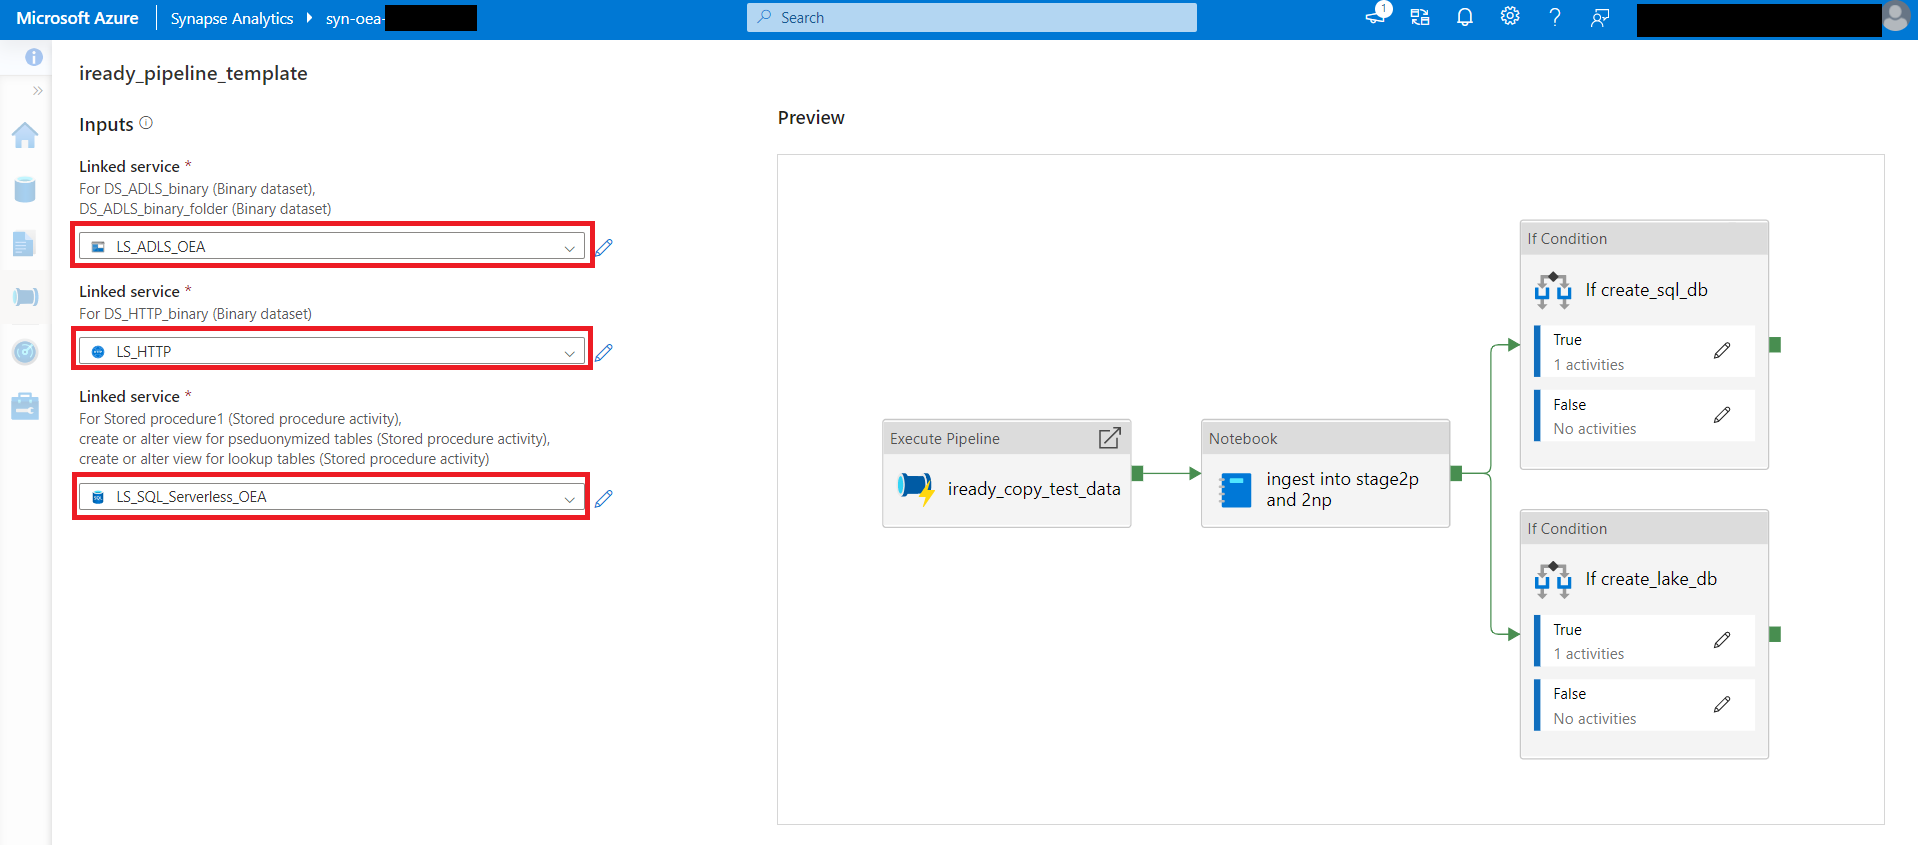 Microsoft Azure
Synapse Analytics
syn-oea-
Search
1
iready_pipeline_template
Inputs
Linked service *
For DS_ADLS_binary (Binary dataset),
DS_ADLS_binary_folder (Binary dataset)
LS_ADLS_OEA
Linked service *
For DS_HTTP_binary (Binary dataset)
LS_HTTP
Linked service *
For Stored procedure1 (Stored procedure activity),
create or alter view for pseduonymized tables (Stored procedure activity),
create or alter view for lookup tables (Stored procedure activity)
LS_SQL_Serverless_OEA
Preview
Execute Pipeline
iready_copy_test_data
Notebook
ingest into stage2p
and 2np
If Condition
If create_sql_db
True
1 activities
False
No activities
If Condition
If create_lake_db
True
1 activities
False
No activities